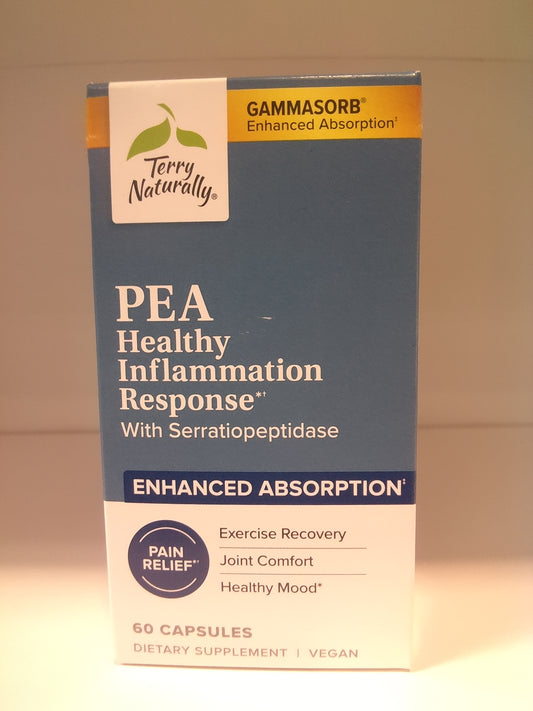 GAMMASORB®
Enhanced Absorption‡
Terry
Naturally®
PEA
Healthy
Inflammation
Response*†
With Serratiopeptidase
ENHANCED ABSORPTION‡
PAIN
RELIEF*†
Exercise Recovery
Joint Comfort
Healthy Mood*
60 CAPSULES
DIETARY SUPPLEMENT | VEGAN